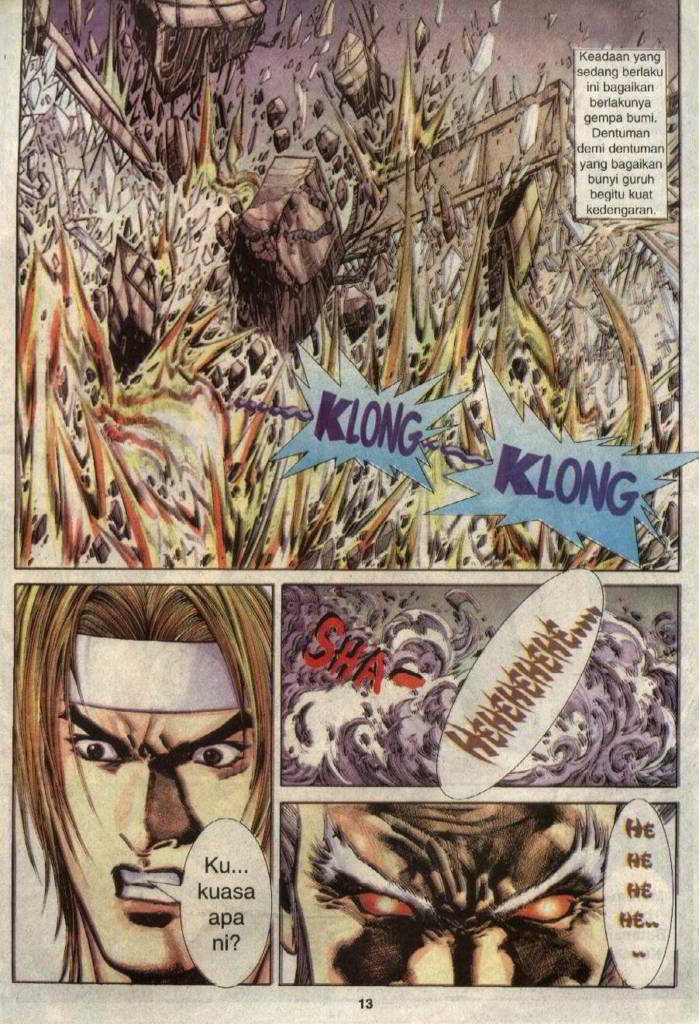 Keadaan yang
sedang berlaku
ini bagaikan
berlakunya
gempa bumi.
Dentuman
demi dentuman
yang bagaikan
bunyi guruh
begitu kuat
kedengaran.
KLONG
KLONG
Ku...
kuasa
apa
ni?
SHA-
HEHEHEHEHE....
HE
HE
HE
HE..
..
13